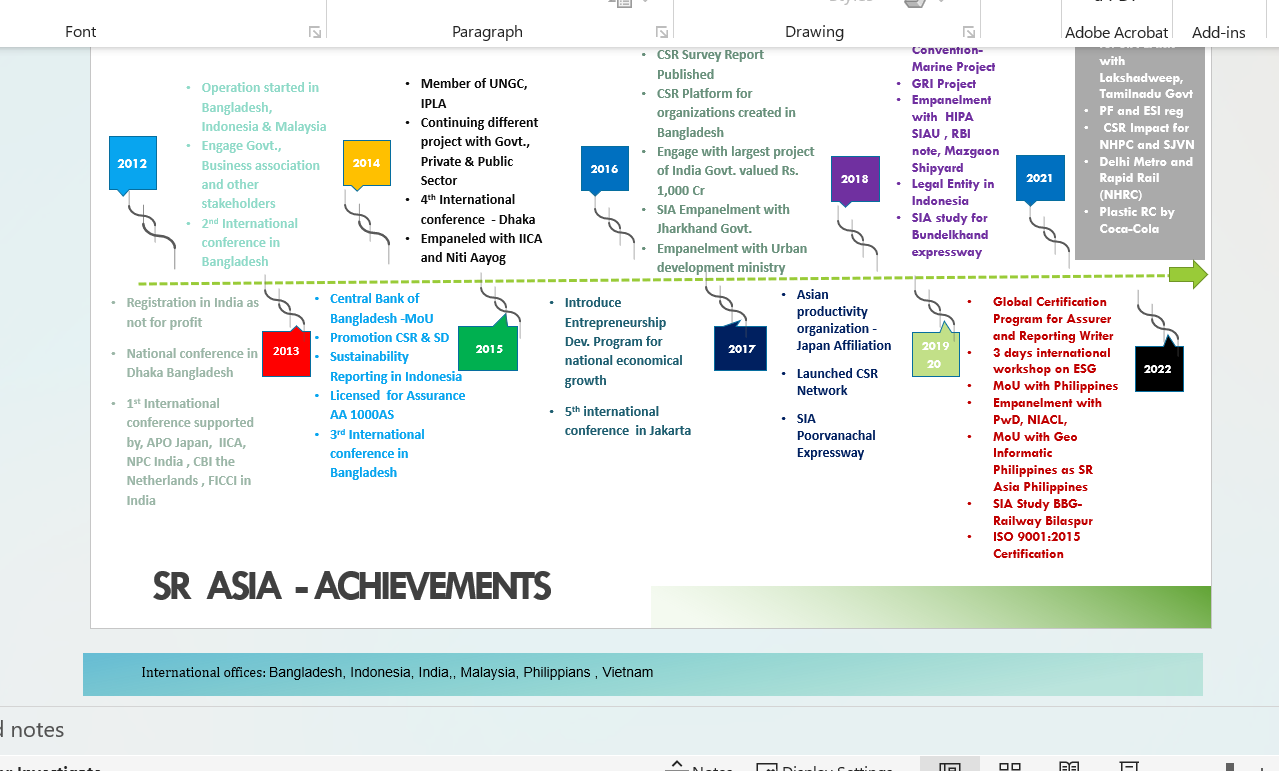 Font
Paragraph
Drawing
Adobe Acrobat
Add-ins
2012
Operation started in
Bangladesh,
Indonesia & Malaysia
Engage Govt.,
Business association
and other
stakeholders
2nd International
conference in
Bangladesh
2014
Member of UNGC,
IPLA
Continuing different
project with Govt.,
Private & Public
Sector
4th International
conference - Dhaka
Empaneled with IICA
and Niti Aayog
2016
CSR Survey Report
Published
CSR Platform for
organizations created in
Bangladesh
Engage with largest project
of India Govt. valued Rs.
1,000 Cr
SIA Empanelment with
Jharkhand Govt.
Empanelment with Urban
development ministry
2018
Convention-
Marine Project
GRI Project
Empanelment
with HIPA
SIAU , RBI
note, Mazgaon
Shipyard
Legal Entity in
Indonesia
SIA study for
Bundelkhand
expressway
2021
with
Lakshadweep,
Tamilnadu Govt
PF and ESI reg
CSR Impact for
NHPC and SJVN
Delhi Metro and
Rapid Rail
(NHRC)
Plastic RC by
Coca-Cola
Registration in India as
not for profit
National conference in
Dhaka Bangladesh
1st International
conference supported
by, APO Japan, IICA,
NPC India , CBI the
Netherlands , FICCI in
India
2013
Central Bank of
Bangladesh -MoU
Promotion CSR & SD
Sustainability
Reporting in Indonesia
Licensed for Assurance
AA 1000AS
3rd International
conference in
Bangladesh
2015
Introduce
Entrepreneurship
Dev. Program for
national economical
growth
5th international
conference in Jakarta
2017
Asian
productivity
organization -
Japan Affiliation
Launched CSR
Network
SIA
Poorvanachal
Expressway
2019
20
Global Certification
Program for Assurer
and Reporting Writer
3 days international
workshop on ESG
MoU with Philippines
Empanelment with
PwD, NIACL,
MoU with Geo
Informatic
Philippines as SR
Asia Philippines
SIA Study BBG-
Railway Bilaspur
ISO 9001:2015
Certification
2022
SR ASIA - ACHIEVEMENTS
International offices: Bangladesh, Indonesia, India,, Malaysia, Philippians , Vietnam
notes
Notes
Display Settings